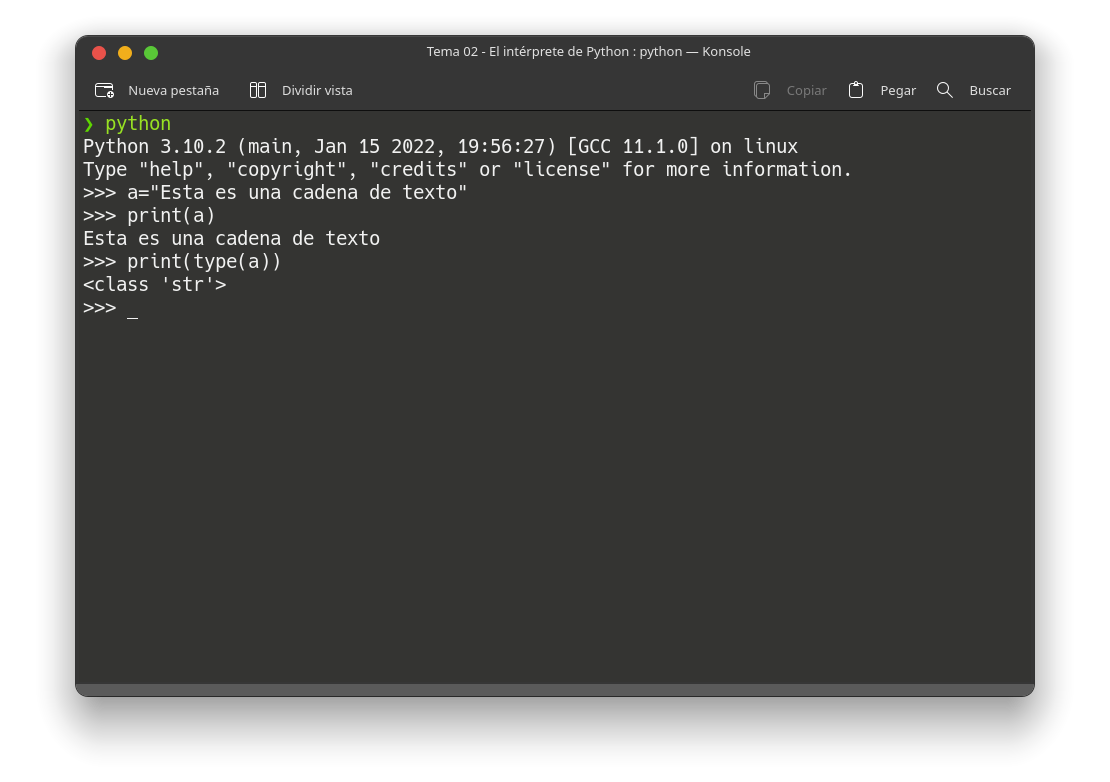 Tema 02 - El intérprete de Python : python — Konsole
Nueva pestaña Dividir vista Copiar Pegar Buscar
❯ python
Python 3.10.2 (main, Jan 15 2022, 19:56:27) [GCC 11.1.0] on linux
Type "help", "copyright", "credits" or "license" for more information.
>>> a="Esta es una cadena de texto"
>>> print(a)
Esta es una cadena de texto
>>> print(type(a))
<class 'str'>
>>> _